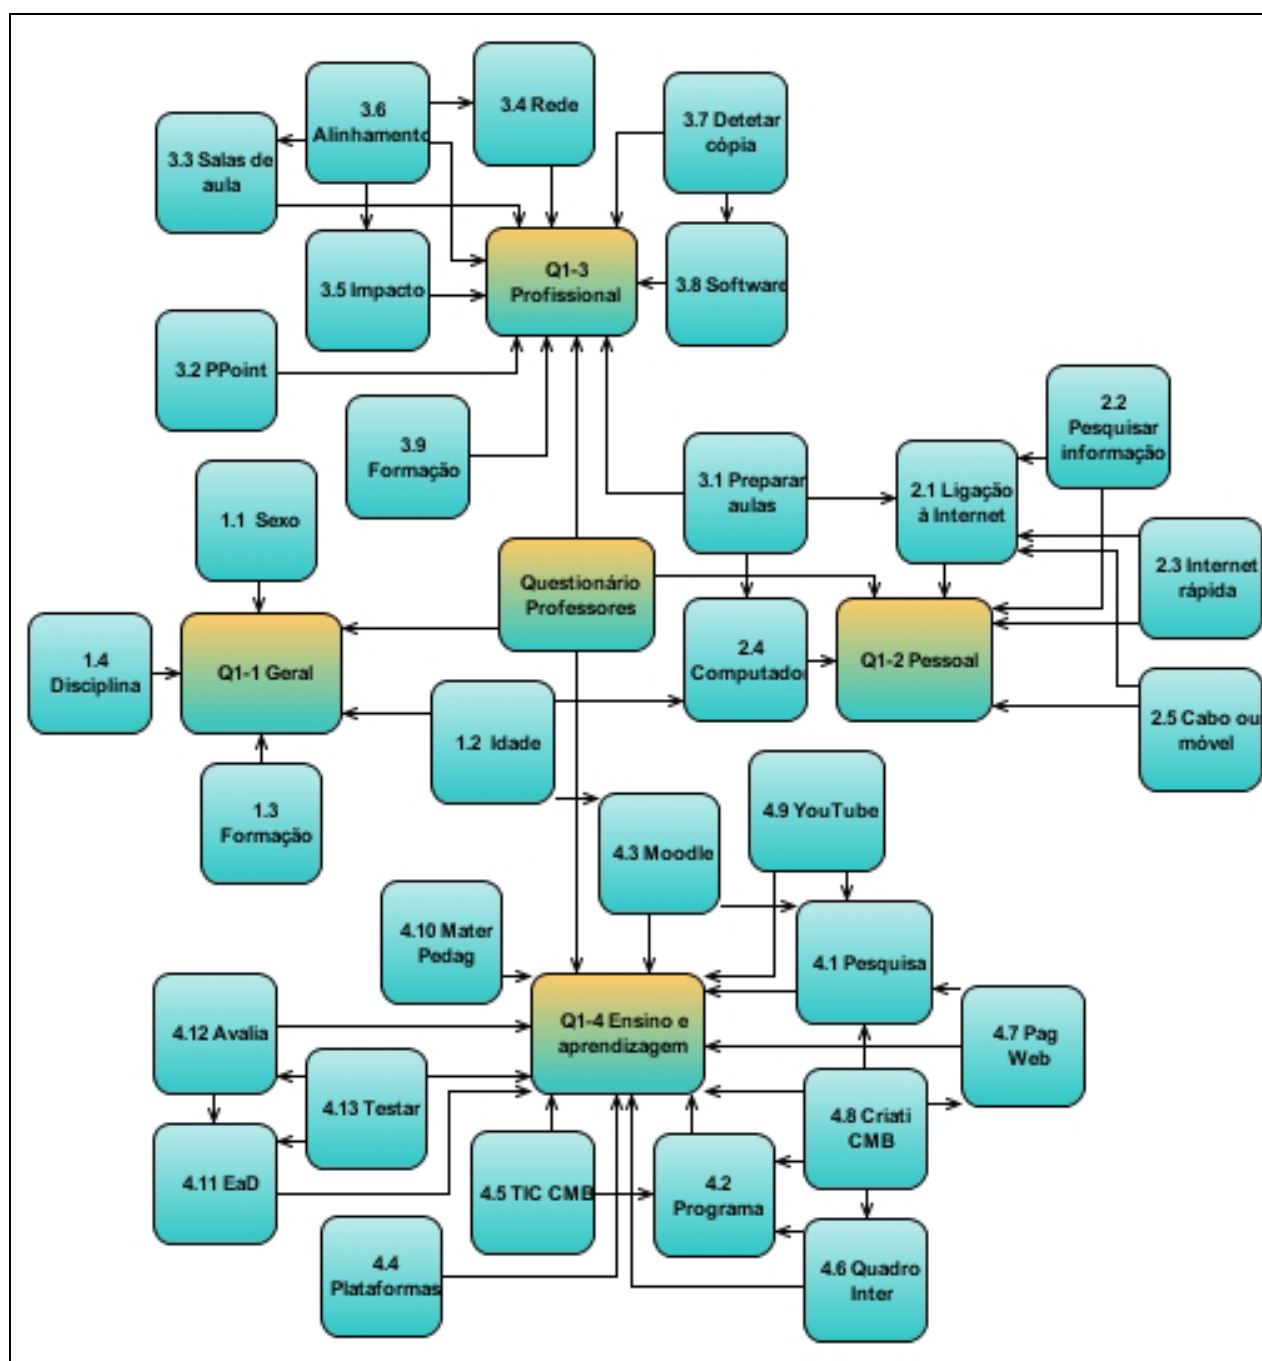 3.6
Alinhamento
3.4 Rede
3.7 Detetar
cópia
3.3 Salas de
aula
3.5 Impacto
Q1-3
Profissional
3.8 Software
3.2 PPoint
3.9
Formação
2.2
Pesquisar
informação
3.1 Preparar
aulas
2.1 Ligação
à Internet
1.1 Sexo
2.3 Internet
rápida
Questionário
Professores
1.4
Disciplina
Q1-1 Geral
2.4
Computado
Q1-2 Pessoal
1.2 Idade
2.5 Cabo ou
móvel
1.3
Formação
4.9 YouTube
4.3 Moodle
4.10 Mater
Pedag
4.1 Pesquisa
4.12 Avalia
Q1-4 Ensino e
aprendizagem
4.7 Pag
Web
4.13 Testar
4.8 Criati
CMB
4.11 EaD
4.5 TIC CMB
4.2
Programa
4.4
Plataformas
4.6 Quadro
Inter